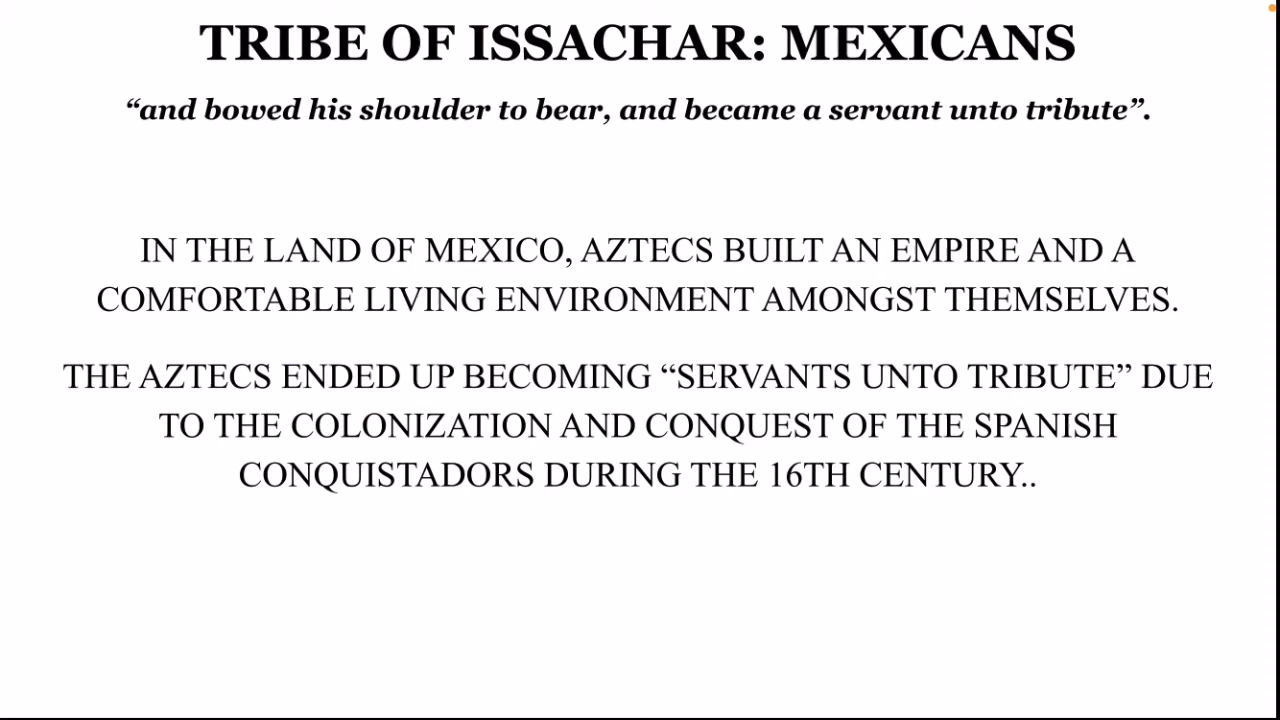 TRIBE OF ISSACHAR: MEXICANS
“and bowed his shoulder to bear, and became a servant unto tribute”.
IN THE LAND OF MEXICO, AZTECS BUILT AN EMPIRE AND A
COMFORTABLE LIVING ENVIRONMENT AMONGST THEMSELVES.
THE AZTECS ENDED UP BECOMING “SERVANTS UNTO TRIBUTE” DUE
TO THE COLONIZATION AND CONQUEST OF THE SPANISH
CONQUISTADORS DURING THE 16TH CENTURY..